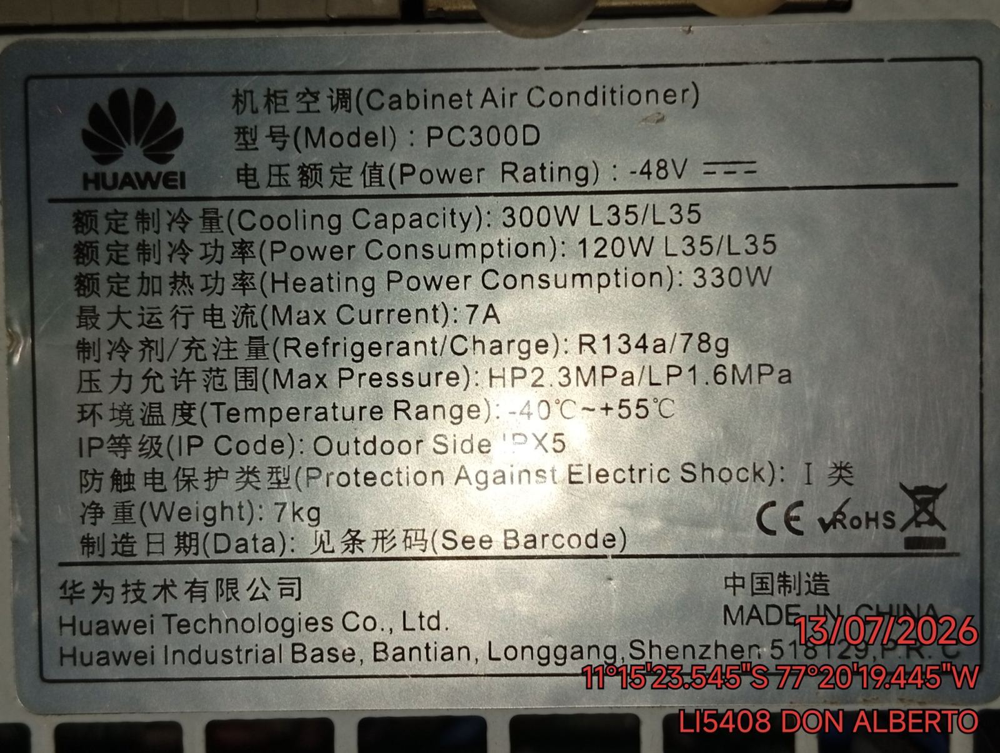 HUAWEI
机柜空调(Cabinet Air Conditioner)
型号(Model) : PC300D
电压额定值(Power Rating) : -48V
额定制冷量(Cooling Capacity): 300W L35/L35
额定制冷功率(Power Consumption): 120W L35/L35
额定加热功率(Heating Power Consumption): 330W
最大运行电流(Max Current): 7A
制冷剂/充注量(Refrigerant/Charge): R134a/78g
压力允许范围(Max Pressure): HP2.3MPa/LP1.6MPa
环境温度(Temperature Range): -40℃~+55℃
IP等级(IP Code): Outdoor Side IPX5
防触电保护类型(Protection Against Electric Shock): I 类
净重(Weight): 7kg
CE RoHS
制造日期(Data): 见条形码(See Barcode)
华为技术有限公司
Huawei Technologies Co., Ltd.
中国制造
MADE IN CHINA
Huawei Industrial Base, Bantian, Longgang, Shenzhen 518129, P.R. C
13/07/2026
11°15'23.545"S 77°20'19.445"W
LI5408 DON ALBERTO